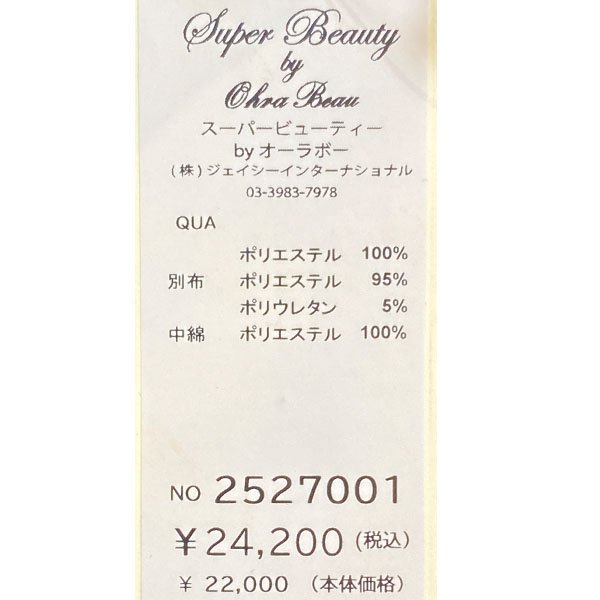 Super Beauty
by
Ohra Beau
スーパービューティー
by オーラボー
(株)ジェイシーインターナショナル
03-3983-7978
QUA
ポリエステル 100%
別布 ポリエステル 95%
ポリウレタン 5%
中綿 ポリエステル 100%
NO 2527001
¥24,200(税込)
¥ 22,000 (本体価格)